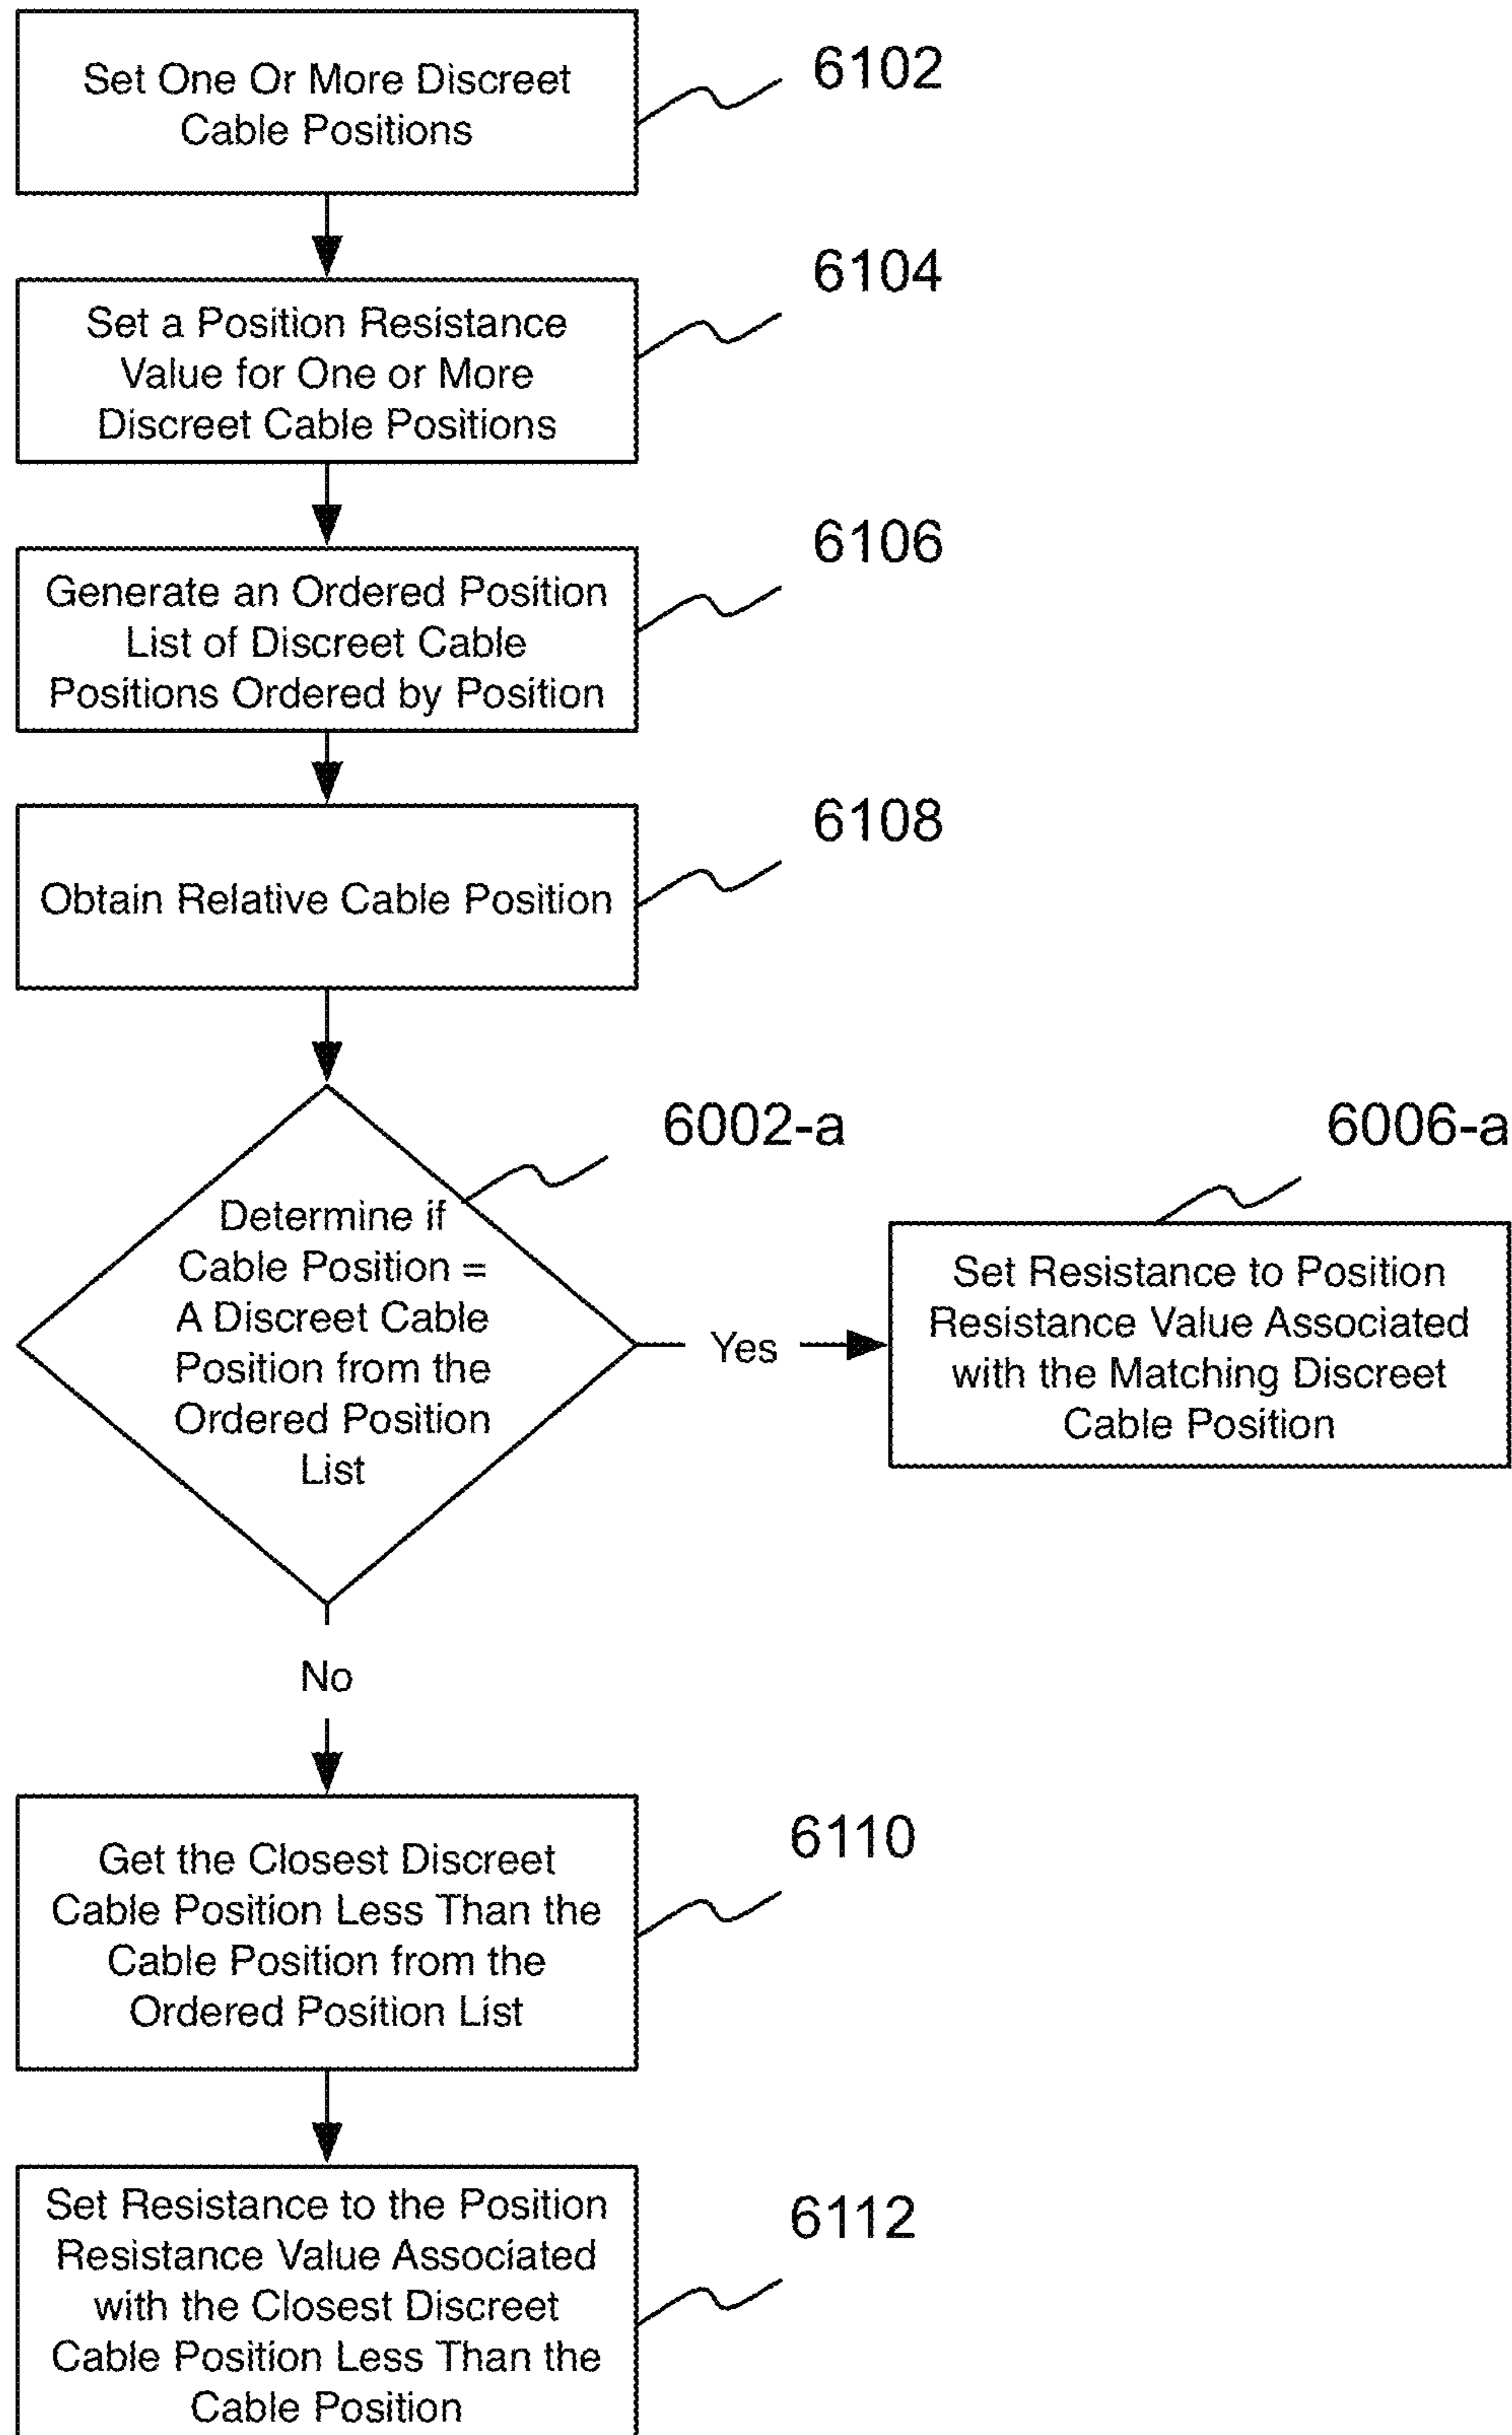 Set One Or More Discreet
Cable Positions
6102
Set a Position Resistance
Value for One or More
Discreet Cable Positions
6104
Generate an Ordered Position
List of Discreet Cable
Positions Ordered by Position
6106
Obtain Relative Cable Position
6108
Determine if
Cable Position =
A Discreet Cable
Position from the
Ordered Position
List
6002-a
Yes
Set Resistance to Position
Resistance Value Associated
with the Matching Discreet
Cable Position
6006-a
No
Get the Closest Discreet
Cable Position Less Than the
Cable Position from the
Ordered Position List
6110
Set Resistance to the Position
Resistance Value Associated
with the Closest Discreet
Cable Position Less Than the
Cable Position
6112